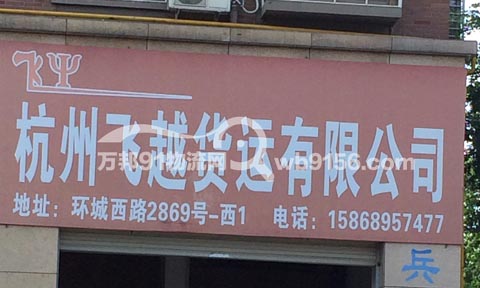 飞
杭州飞越货运有限公司
万邦91物流网 wb9156.com
地址：环城西路2869号-西1 电话：15868957477
兵